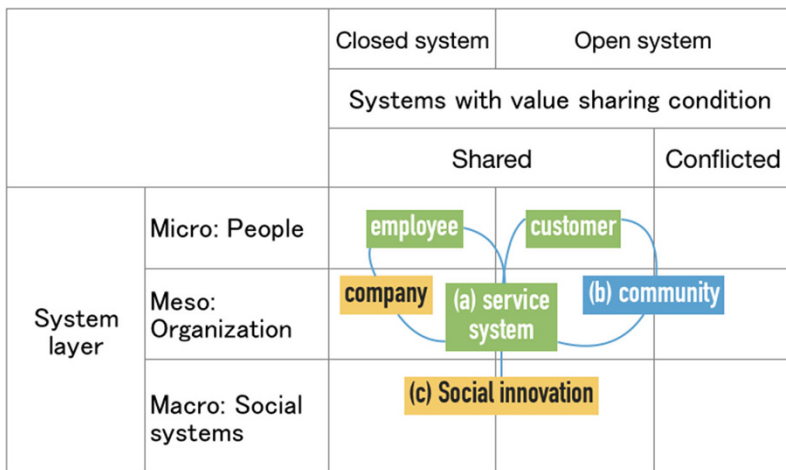 Closed system
Open system
Systems with value sharing condition
Shared
Conflicted
System
layer
Micro: People
employee
customer
Meso:
Organization
company
(a) service
system
(b) community
Macro: Social
systems
(c) Social innovation